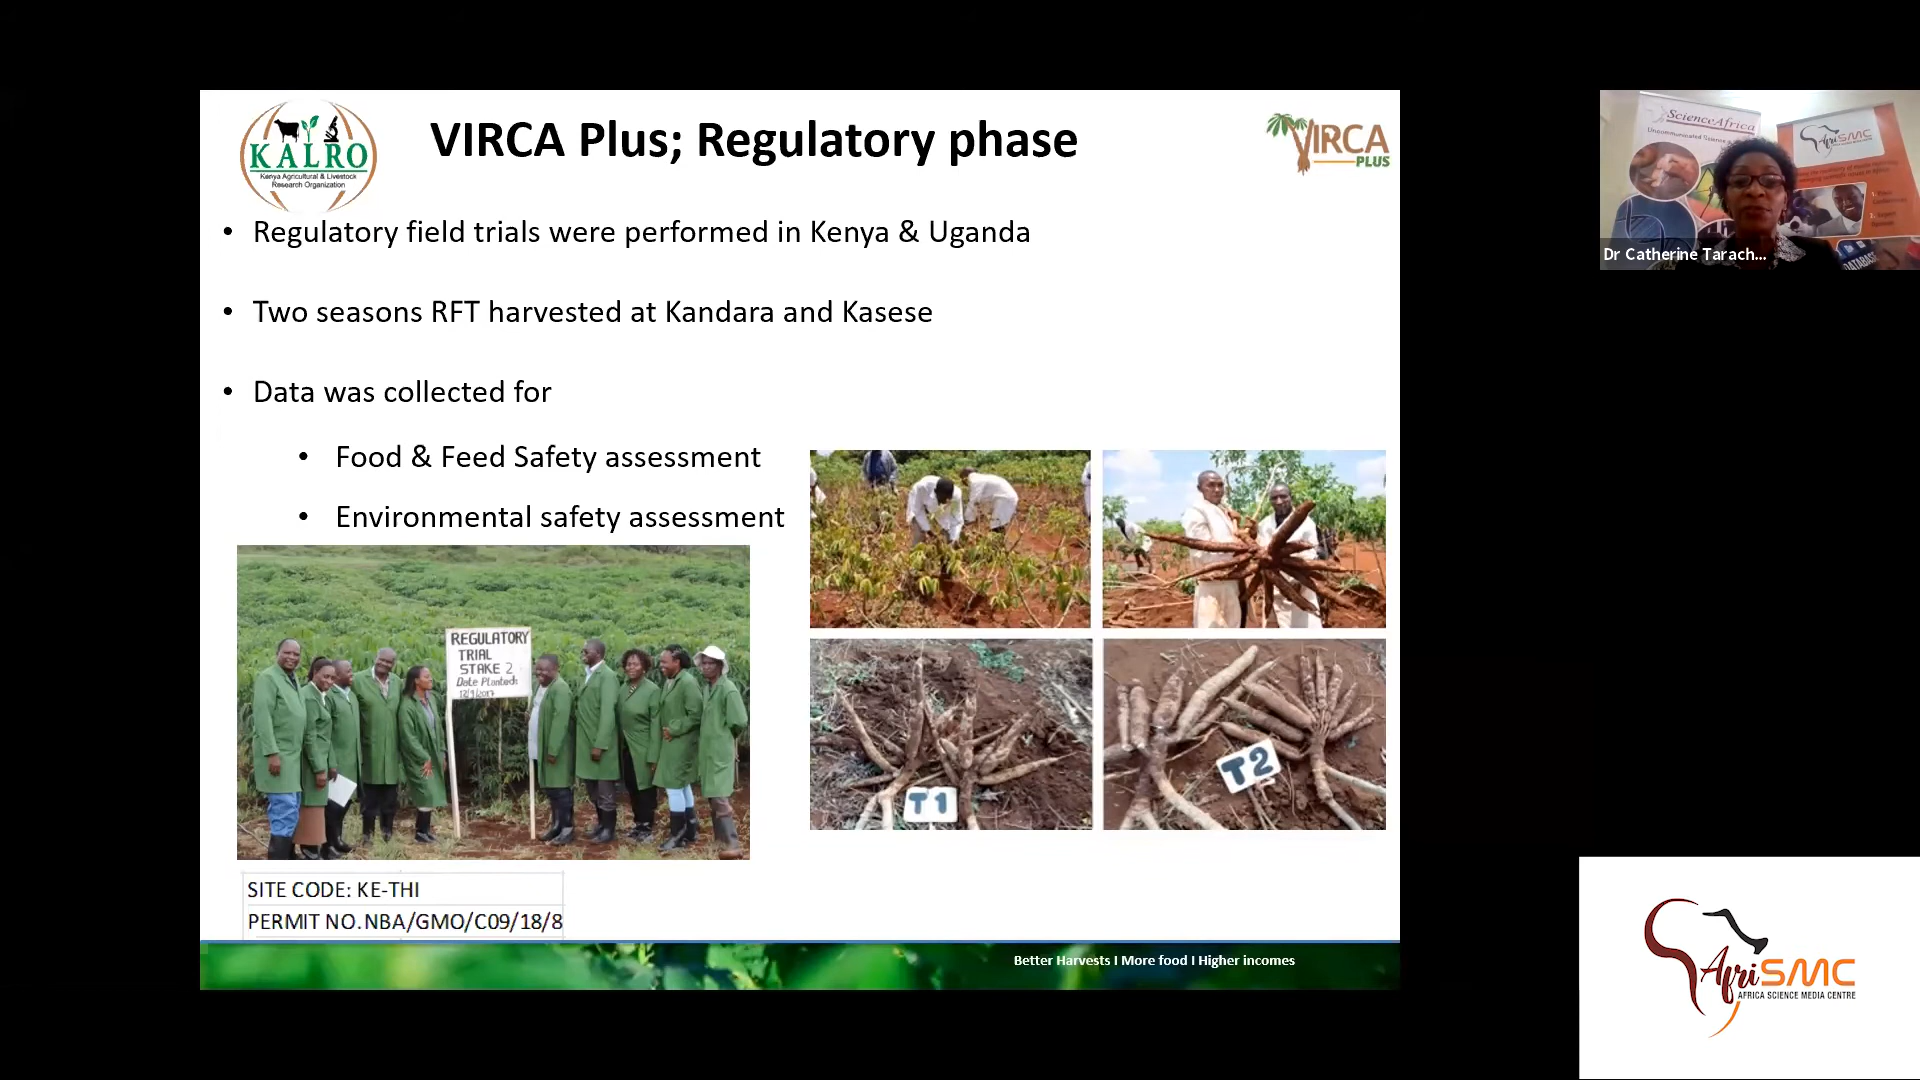 KALRO
Kenya Agricultural & Livestock
Research Organization
VIRCA Plus; Regulatory phase
VIRCA
PLUS
• Regulatory field trials were performed in Kenya & Uganda
• Two seasons RFT harvested at Kandara and Kasese
• Data was collected for
• Food & Feed Safety assessment
• Environmental safety assessment
REGULATORY
TRIAL
STAKE 2
Date Planted:
T1
T2
SITE CODE: KE-THI
PERMIT NO.NBA/GMO/C09/18/8
Better Harvests I More food I Higher incomes
ScienceAfrica
AfriSMC
DATABASE
Dr Catherine Tarach...
AfriSMC
AFRICA SCIENCE MEDIA CENTRE